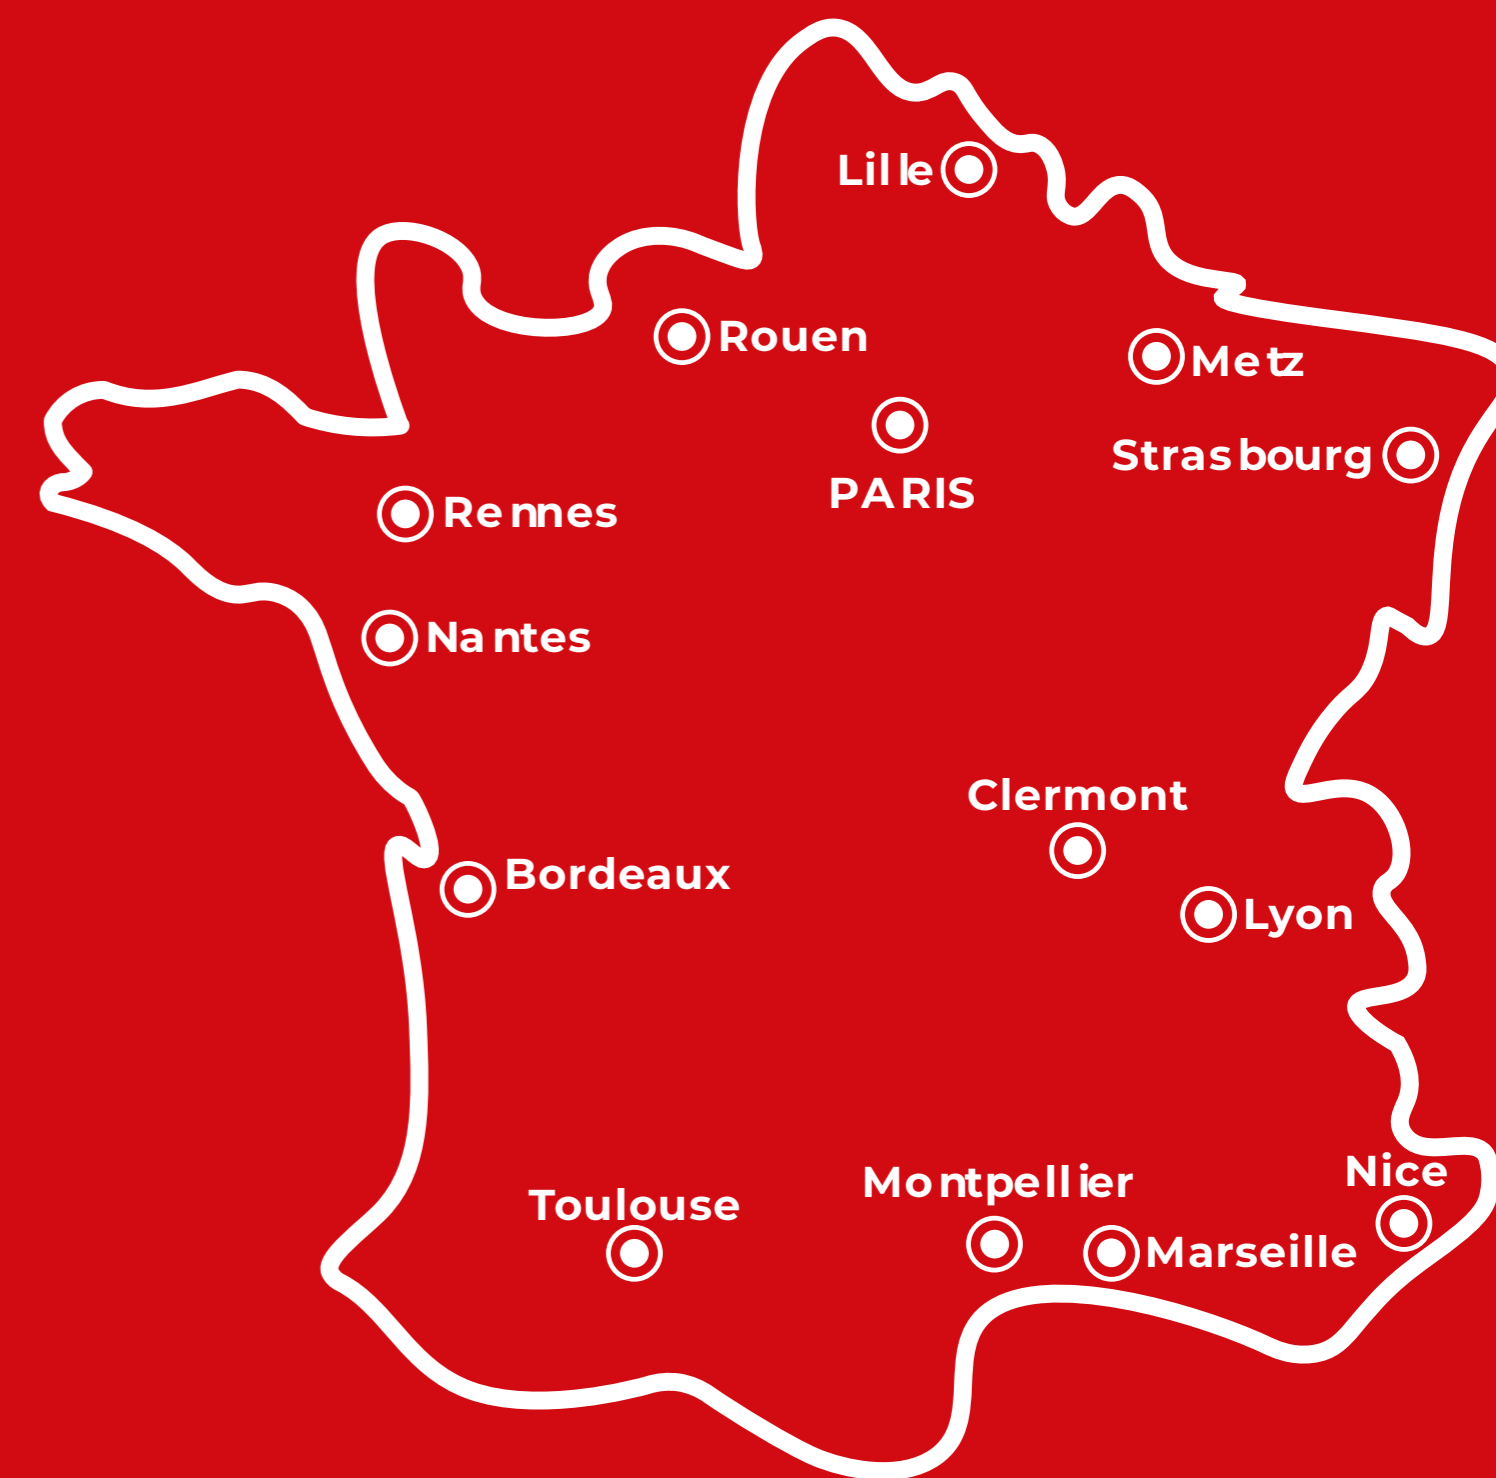 Lille
Rouen
Metz
Strasbourg
PARIS
Rennes
Nantes
Clermont
Bordeaux
Lyon
Nice
Montpellier
Toulouse
Marseille